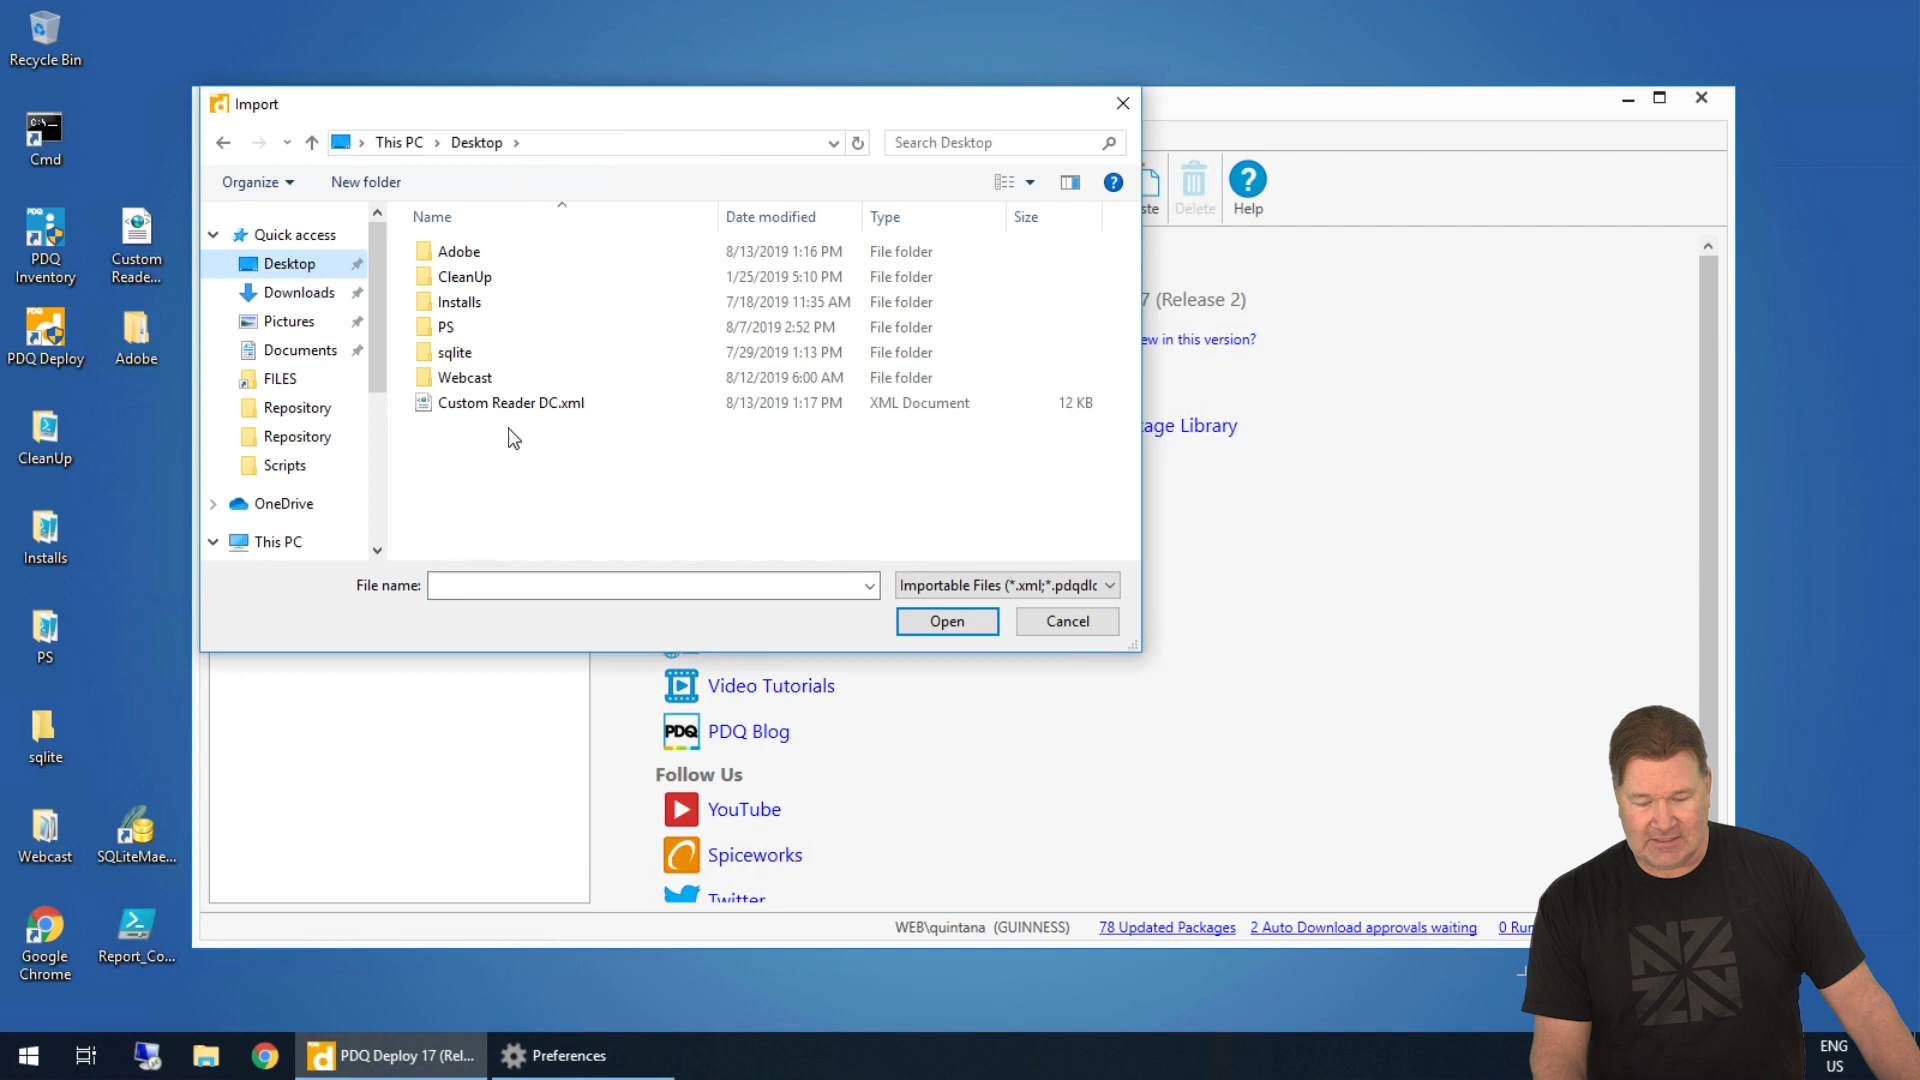 Recycle Bin
Cmd
PDQ
Inventory
Custom
Reade...
PDQ Deploy
Adobe
CleanUp
Installs
PS
sqlite
Webcast
SQLiteMae...
Google
Chrome
Report_Co...
Import
This PC
Desktop
Search Desktop
Organize
New folder
Name
Date modified
Type
Size
Quick access
Desktop
Downloads
Pictures
Documents
FILES
Repository
Repository
Scripts
OneDrive
This PC
Adobe 8/13/2019 1:16 PM File folder
CleanUp 1/25/2019 5:10 PM File folder
Installs 7/18/2019 11:35 AM File folder
PS 8/7/2019 2:52 PM File folder
sqlite 7/29/2019 1:13 PM File folder
Webcast 8/12/2019 6:00 AM File folder
Custom Reader DC.xml 8/13/2019 1:17 PM XML Document 12 KB
File name:
Importable Files (*.xml;*.pdqdlc
Open
Cancel
ste
Delete
Help
7 (Release 2)
ew in this version?
kage Library
Video Tutorials
PDQ
PDQ Blog
Follow Us
YouTube
Spiceworks
Twitter
WEB\quintana (GUINNESS)
78 Updated Packages
2 Auto Download approvals waiting
0 Run
PDQ Deploy 17 (Rel...
Preferences
ENG
US